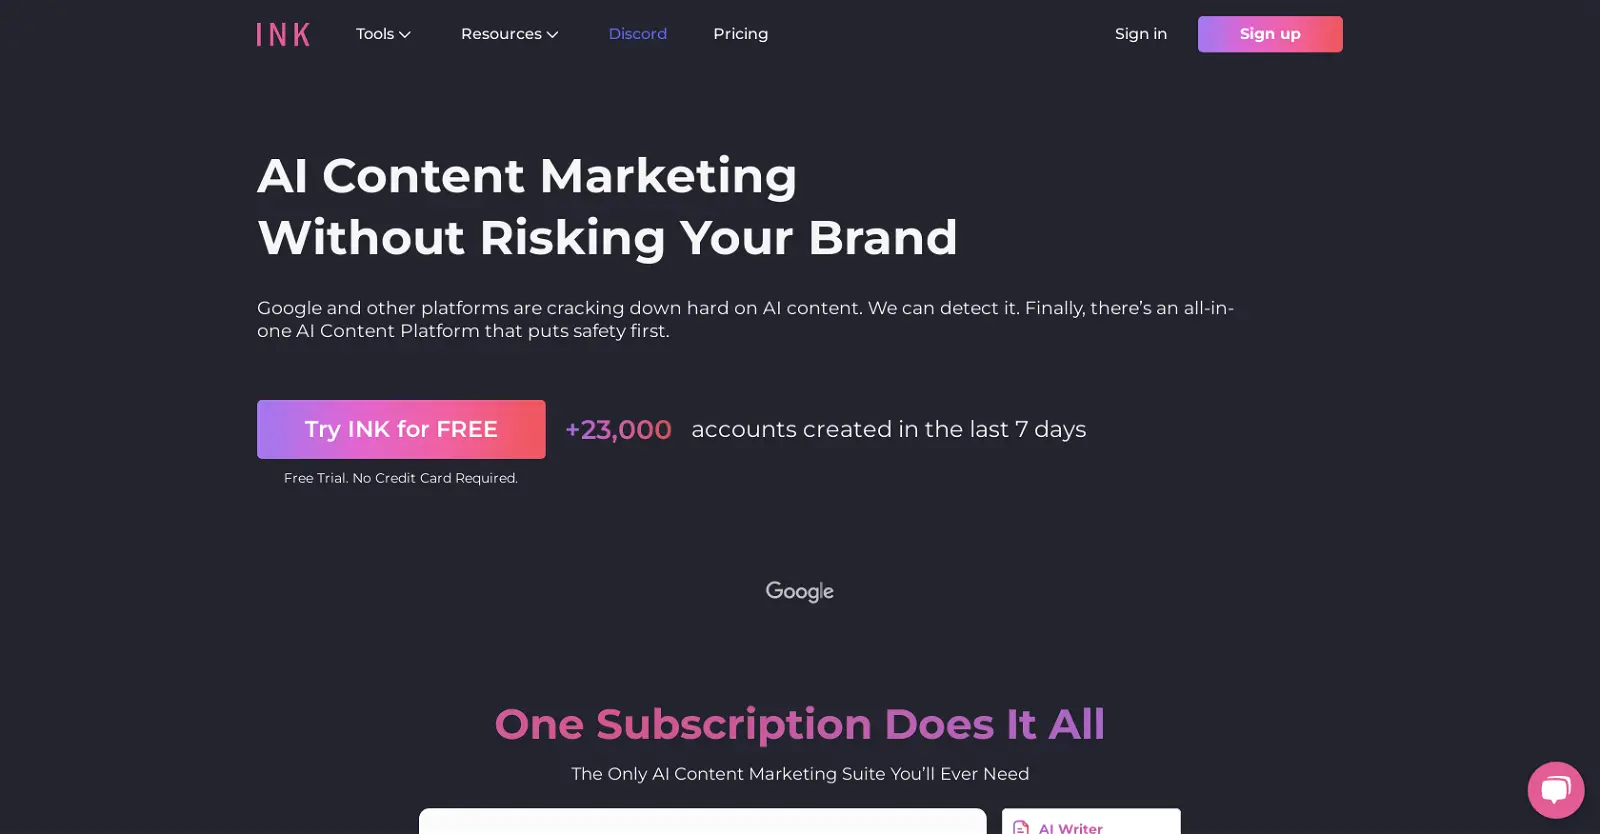 INK Tools Resources Discord Pricing Sign in Sign up
AI Content Marketing
Without Risking Your Brand
Google and other platforms are cracking down hard on AI content. We can detect it. Finally, there’s an all-in-
one AI Content Platform that puts safety first.
Try INK for FREE +23,000 accounts created in the last 7 days
Free Trial. No Credit Card Required.
Google
One Subscription Does It All
The Only AI Content Marketing Suite You’ll Ever Need
AI Writer